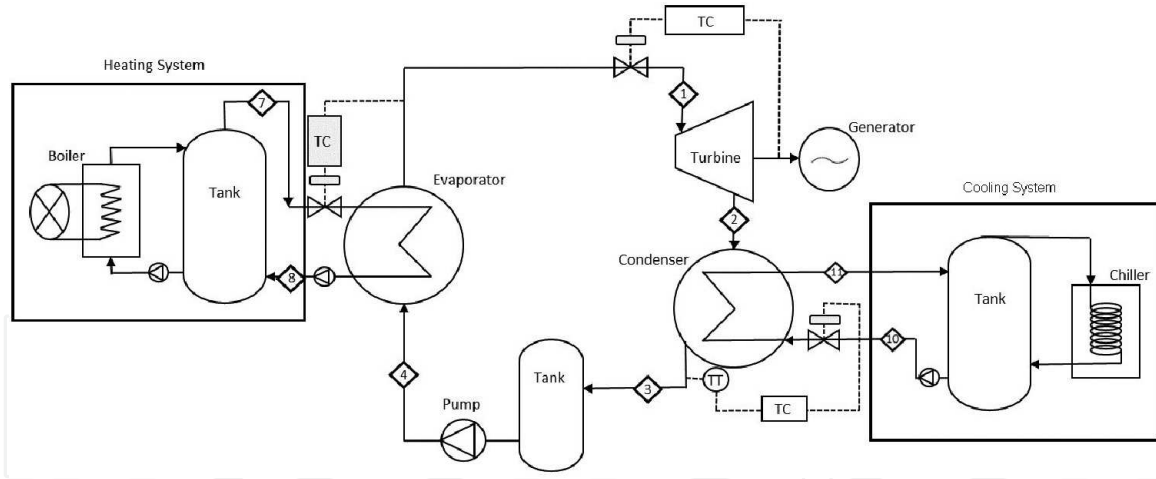 TC
Heating System
7
1
TC
Generator
Boiler
Turbine
Evaporator
Tank
Cooling System
2
Condenser
11
Chiller
8
Tank
10
4
Tank
TT
3
Pump
TC